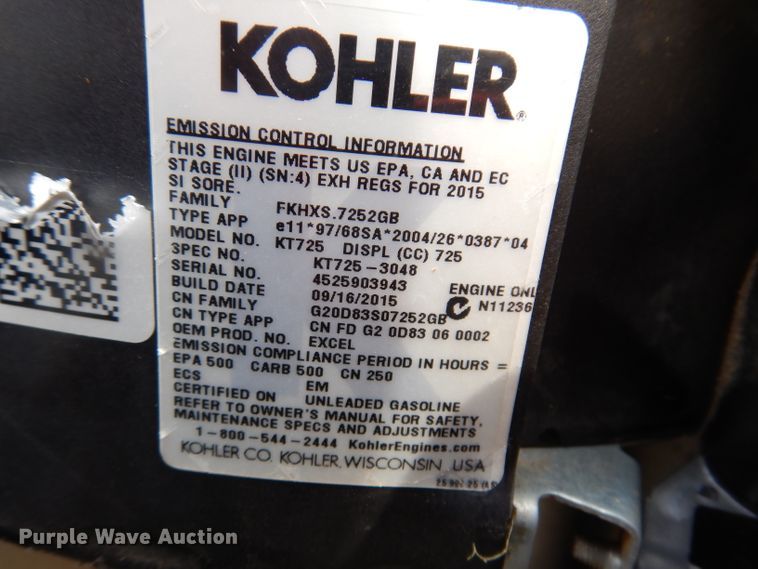 KOHLER®
EMISSION CONTROL INFORMATION
THIS ENGINE MEETS US EPA, CA AND EC
STAGE (II) (SN:4) EXH REGS FOR 2015
SI SORE.
FAMILY FKHXS.7252GB
TYPE APP e11*97/68SA*2004/26*0387*04
MODEL NO. KT725 DISPL (CC) 725
SPEC NO. KT725-3048
SERIAL NO. 4525903943
BUILD DATE 09/16/2015 ENGINE ONL
CN FAMILY G20D83S07252GB N11236
CN TYPE APP CN FD G2 0D83 06 0002
OEM PROD. NO. EXCEL
EMISSION COMPLIANCE PERIOD IN HOURS =
EPA 500 CARB 500 CN 250
ECS EM
CERTIFIED ON UNLEADED GASOLINE
REFER TO OWNER'S MANUAL FOR SAFETY,
MAINTENANCE SPECS AND ADJUSTMENTS
1-800-544-2444 KohlerEngines.com
KOHLER CO. KOHLER, WISCONSIN USA
Purple Wave Auction